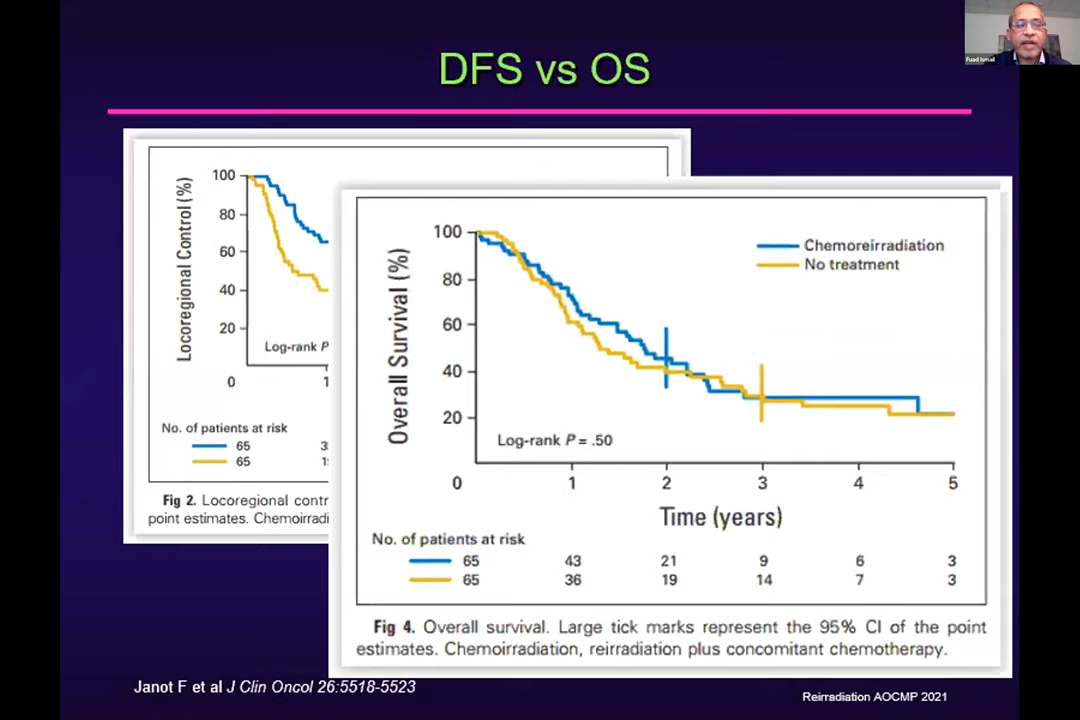 Fuad Ismail
DFS vs OS
Locoregional Control (%)
100
80
60
40
20
0
1
Log-rank P
No. of patients at risk
65
65
Fig 2. Locoregional contr
point estimates. Chemoirradi
Overall Survival (%)
100
80
60
40
20
0
1
2
3
4
5
Chemoreirradiation
No treatment
Log-rank P = .50
Time (years)
No. of patients at risk
65 43 21 9 6 3
65 36 19 14 7 3
Fig 4. Overall survival. Large tick marks represent the 95% CI of the point
estimates. Chemoirradiation, reirradiation plus concomitant chemotherapy.
Janot F et al J Clin Oncol 26:5518-5523
Reirradiation AOCMP 2021